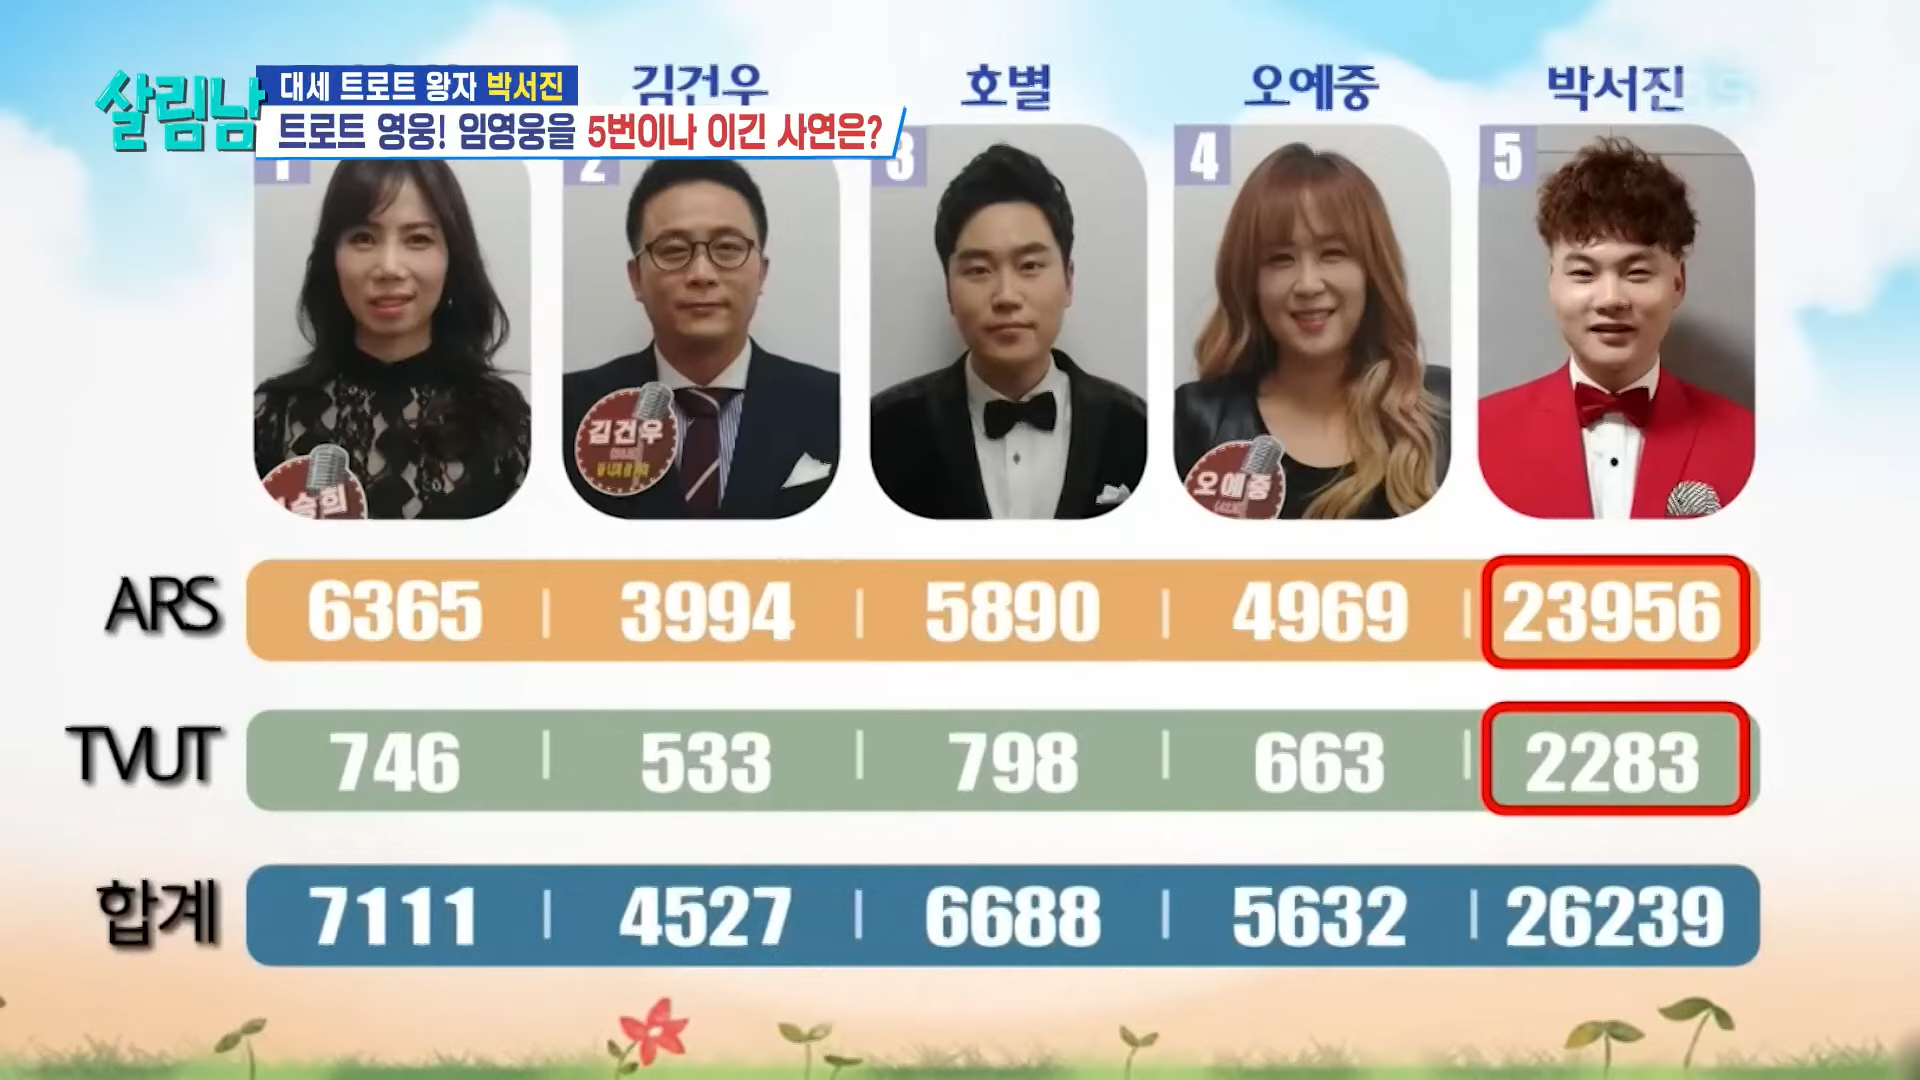 살림남
대세 트로트 왕자 박서진
트로트 영웅! 임영웅을 5번이나 이긴 사연은?
김건우 호별 오예중 박서진
1 2 3 4 5
승희
김건우
오예중
ARS 6365 3994 5890 4969 23956
TVUT 746 533 798 663 2283
합계 7111 4527 6688 5632 26239